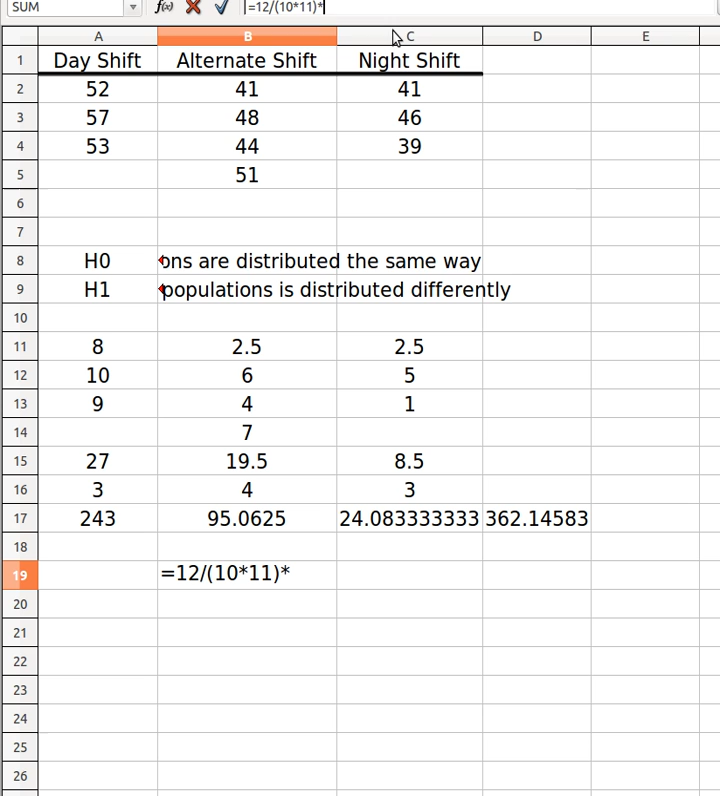 SUM =12/(10*11)*
A B C D E
1 Day Shift Alternate Shift Night Shift
2 52 41 41
3 57 48 46
4 53 44 39
5 51
6
7
8 H0 ons are distributed the same way
9 H1 populations is distributed differently
10
11 8 2.5 2.5
12 10 6 5
13 9 4 1
14 7
15 27 19.5 8.5
16 3 4 3
17 243 95.0625 24.083333333 362.14583
18
19 =12/(10*11)*
20
21
22
23
24
25
26